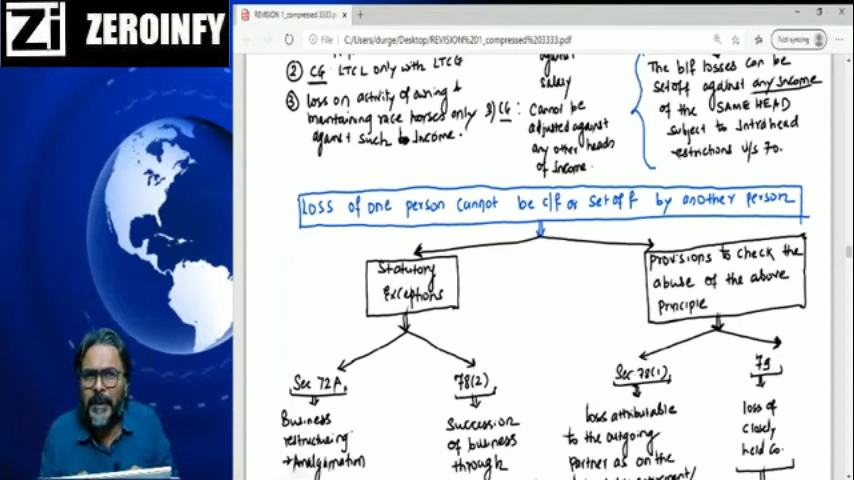 Zi ZEROINFY
REVISION 1_compressed 3333.pdf
File
C:/Users/durge/Desktop/REVISION%201_compressed%203333.pdf
Not syncing
② CG LTCL only with LTCG
③ Loss on activity of owning &
maintaining race horses only
against such Income.
against
salary
3) CG : Cannot be
adjusted against
any other heads
of Income.
The b/f losses can be
setoff against any Income
of the SAME HEAD
subject to Intrahead
restrictions u/s 70.
Loss of one person cannot be c/f or set off by another person
Statutory
Exceptions
Provisions to check the
abuse of the above
Principle
Sec 72A
Business
restructuring
→Amalgamation
78(2)
Succession
of business
through
Sec 78(1)
loss attributable
to the outgoing
partner as on the
79
loss of
closely
held Co.